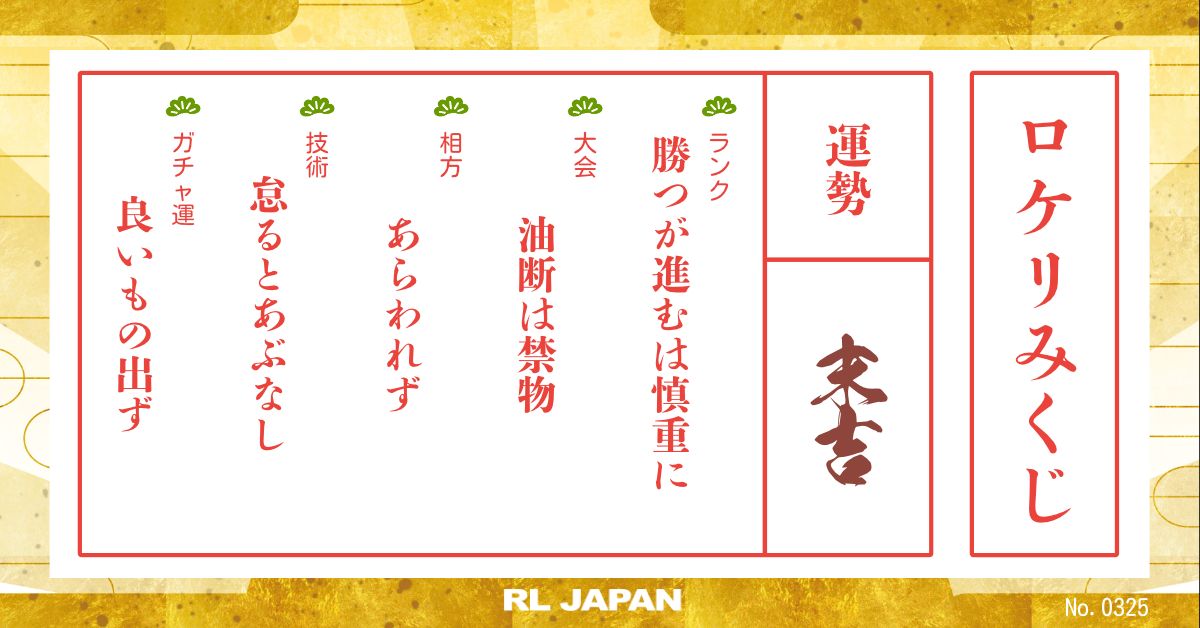 ロケリみくじ
運勢
末吉
ランク
勝つが進むは慎重に
大会
油断は禁物
相方
あらわれず
技術
怠るとあぶなし
ガチャ運
良いもの出ず
RL JAPAN
No. 0325